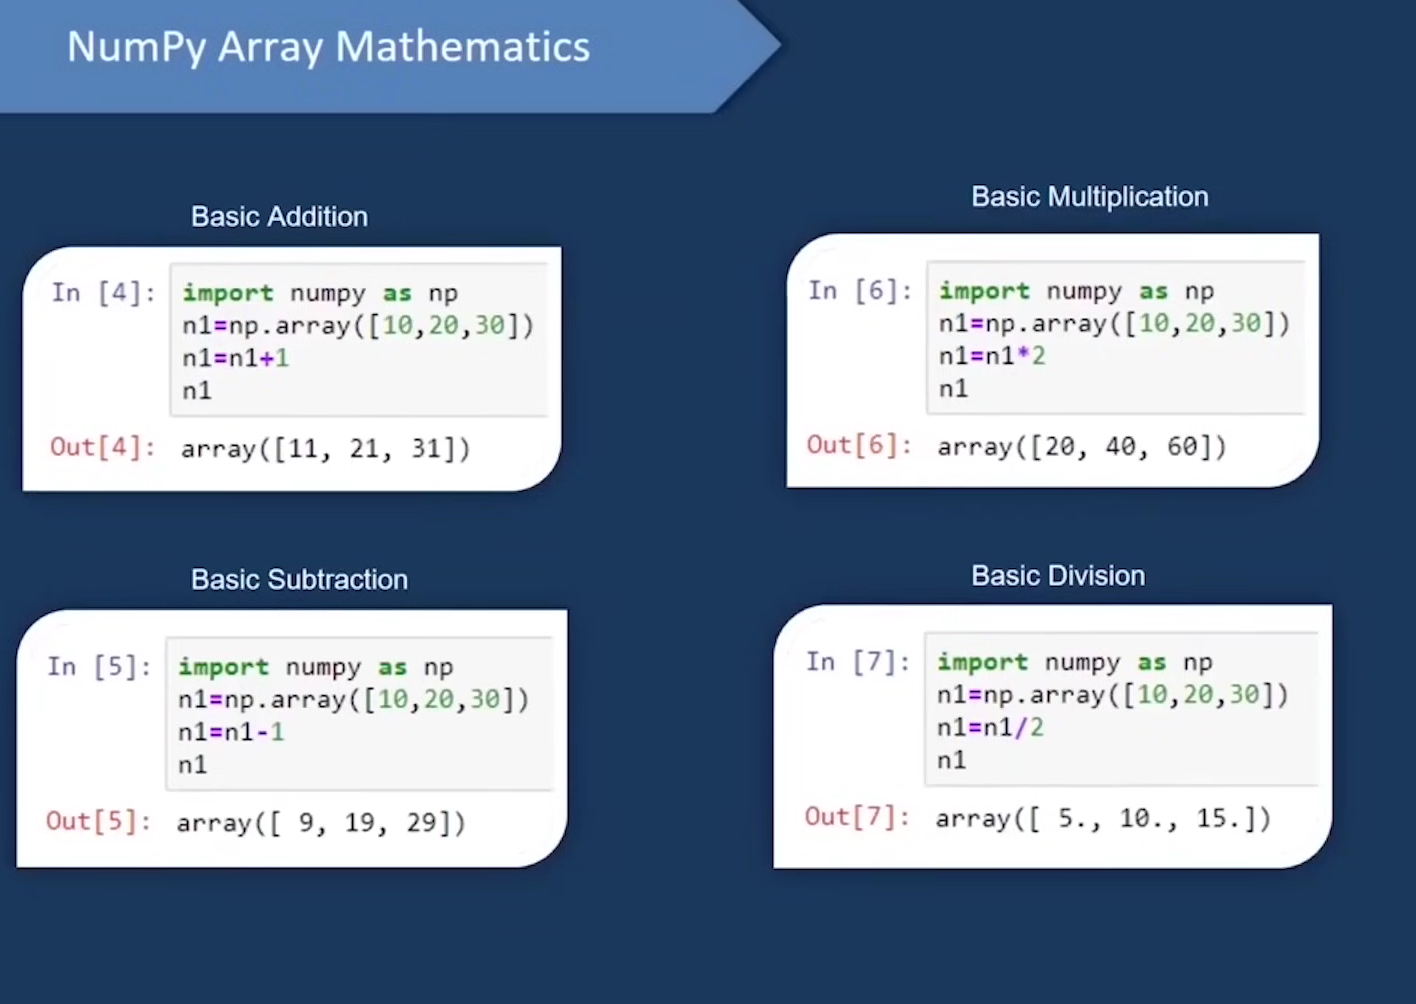 NumPy Array Mathematics
Basic Addition
In [4]: import numpy as np
n1=np.array([10,20,30])
n1=n1+1
n1
Out[4]: array([11, 21, 31])
Basic Multiplication
In [6]: import numpy as np
n1=np.array([10,20,30])
n1=n1*2
n1
Out[6]: array([20, 40, 60])
Basic Subtraction
In [5]: import numpy as np
n1=np.array([10,20,30])
n1=n1-1
n1
Out[5]: array([ 9, 19, 29])
Basic Division
In [7]: import numpy as np
n1=np.array([10,20,30])
n1=n1/2
n1
Out[7]: array([ 5., 10., 15.])